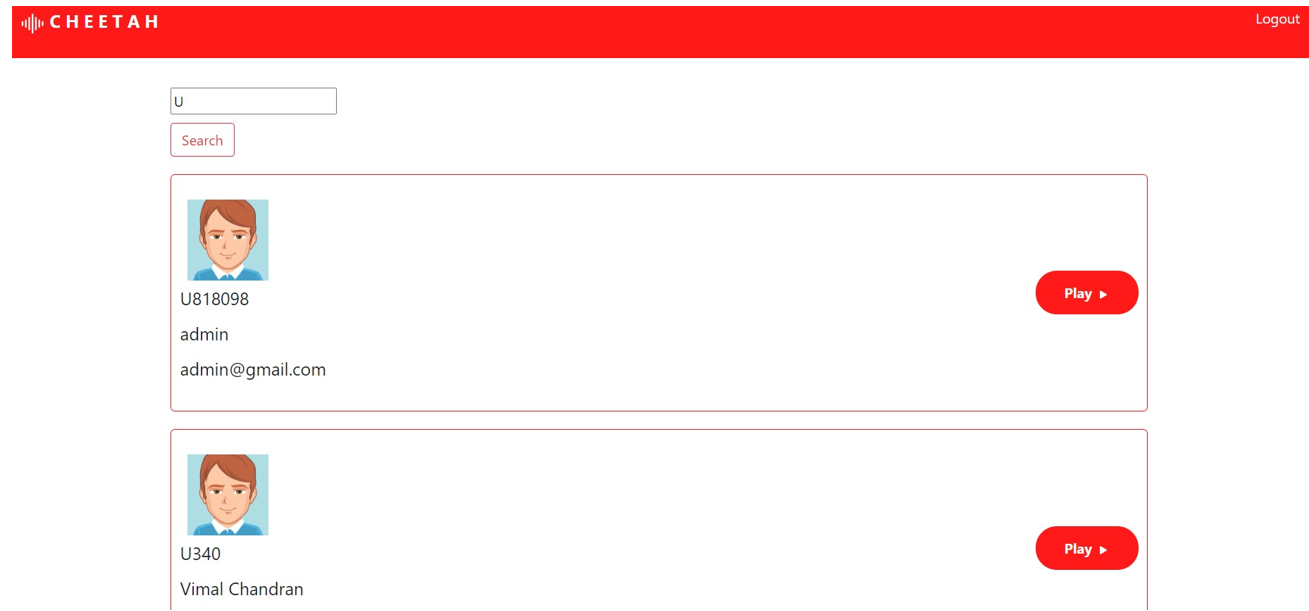 CHEETAH
Logout
U
Search
U818098
admin
admin@gmail.com
Play
U340
Vimal Chandran
Play